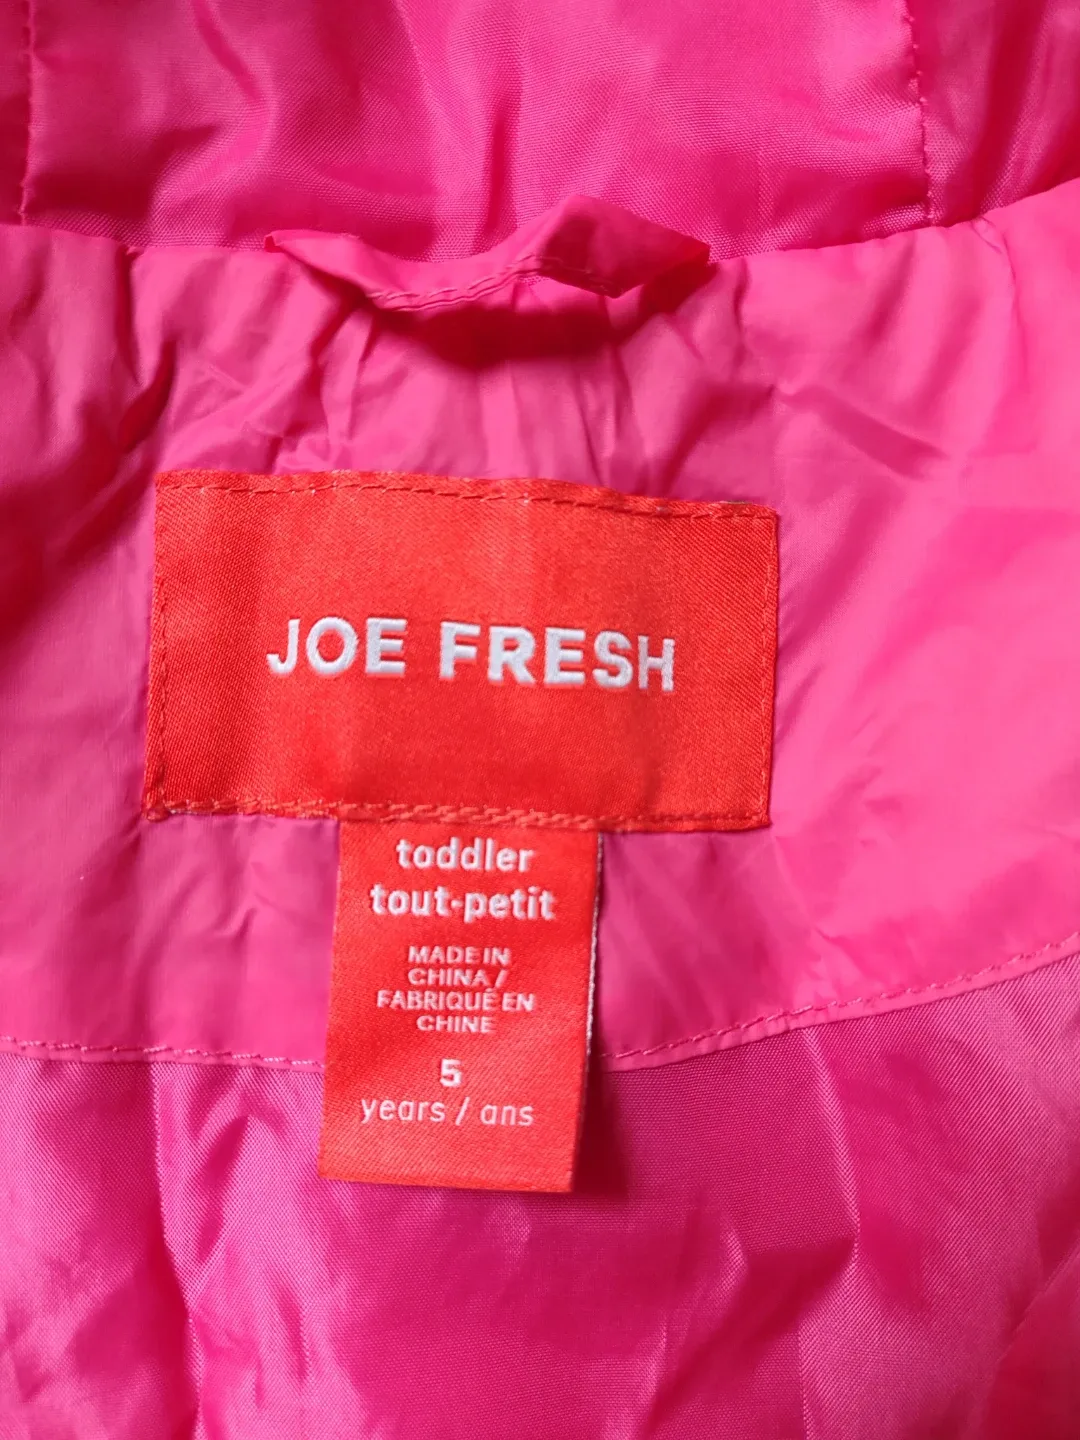 JOE FRESH
toddler
tout-petit
MADE IN
CHINA /
FABRIQUÉ EN
CHINE
5
years / ans